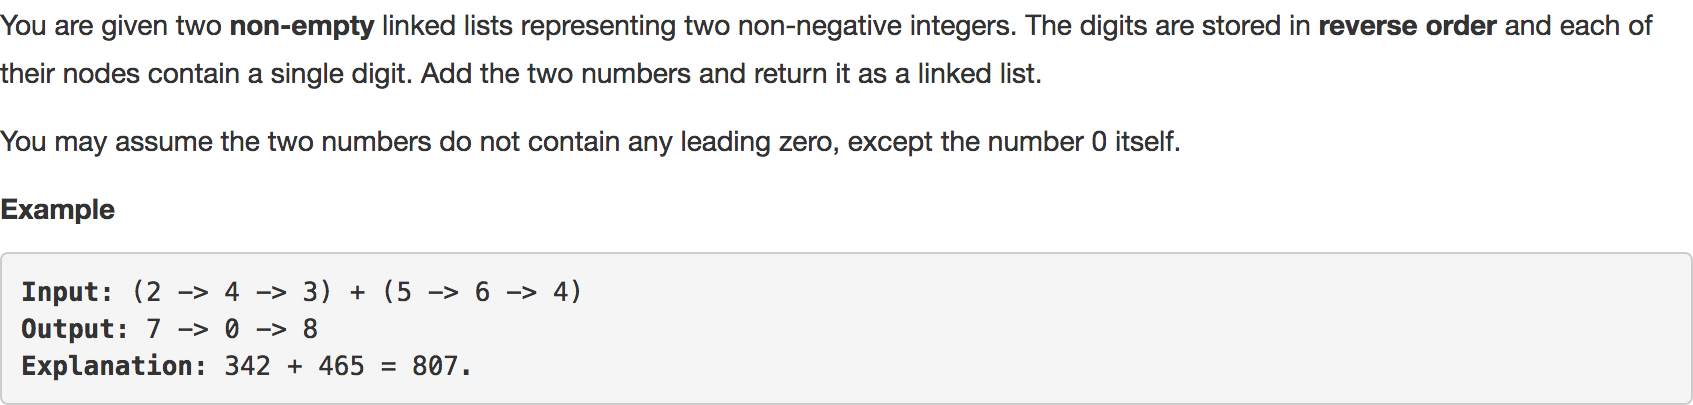 You are given two non-empty linked lists representing two non-negative integers. The digits are stored in reverse order and each of
their nodes contain a single digit. Add the two numbers and return it as a linked list.
You may assume the two numbers do not contain any leading zero, except the number 0 itself.
Example
Input: (2 -> 4 -> 3) + (5 -> 6 -> 4)
Output: 7 -> 0 -> 8
Explanation: 342 + 465 = 807.